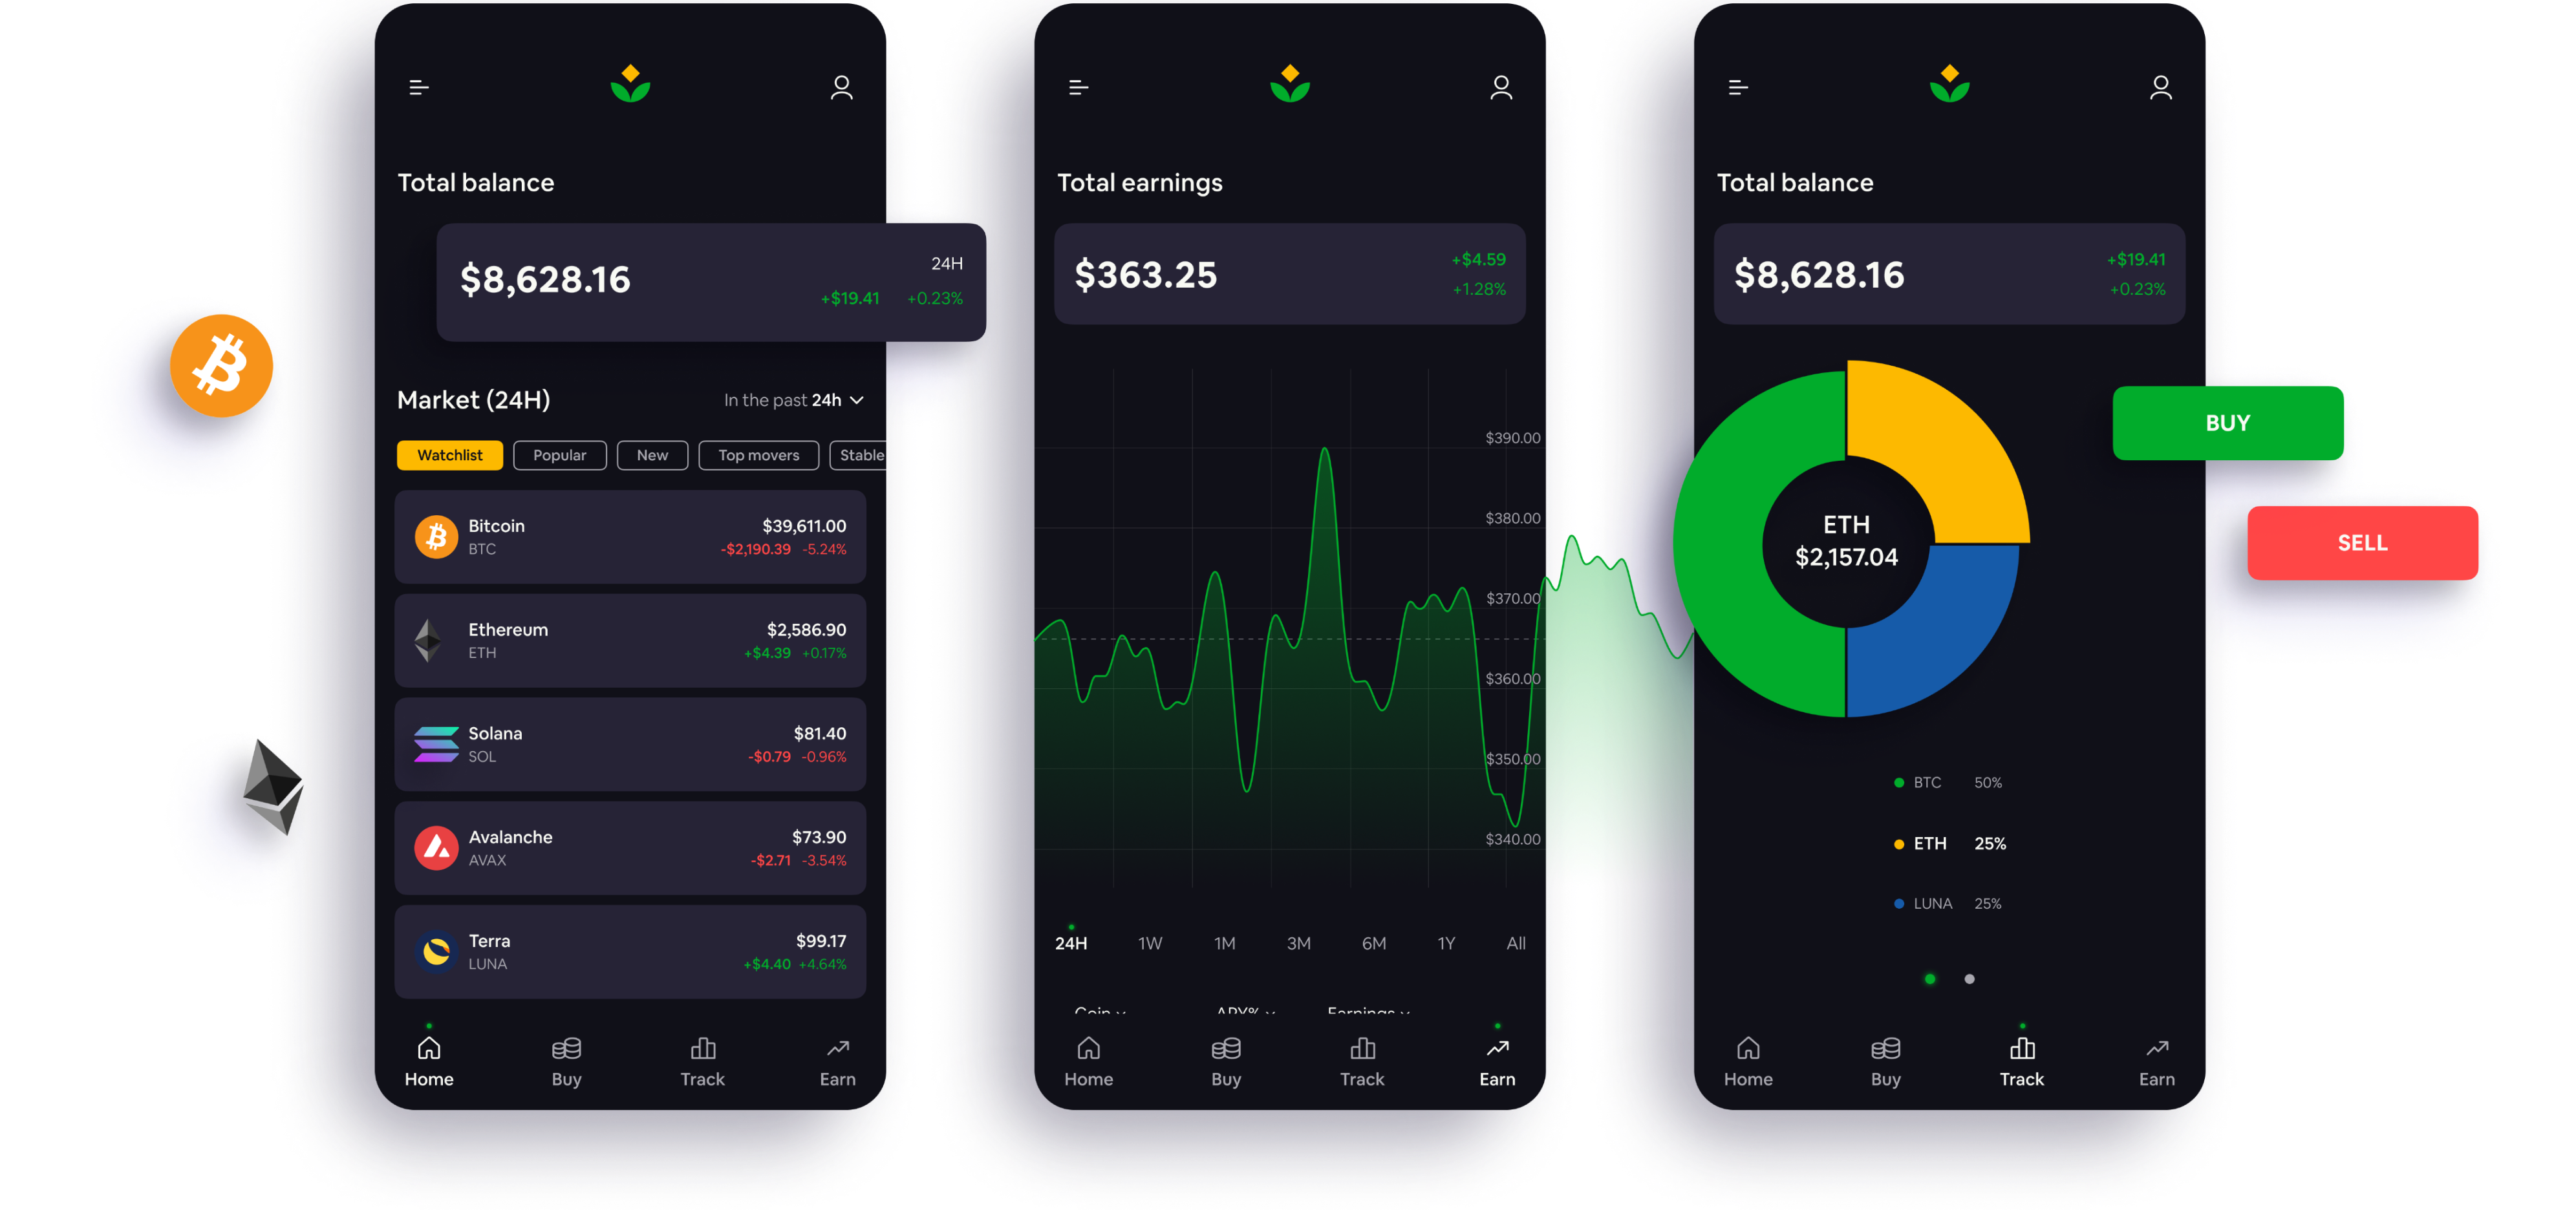 Total balance
$8,628.16
24H
+$19.41 +0.23%
Market (24H)
In the past 24h
Watchlist Popular New Top movers Stable
Bitcoin $39,611.00
BTC -$2,190.39 -5.24%
Ethereum $2,586.90
ETH +$4.39 +0.17%
Solana $81.40
SOL -$0.79 -0.96%
Avalanche $73.90
AVAX -$2.71 -3.54%
Terra $99.17
LUNA +$4.40 +4.64%
Home Buy Track Earn
Total earnings
$363.25
+$4.59
+1.28%
$390.00
$380.00
$370.00
$360.00
$350.00
$340.00
24H 1W 1M 3M 6M 1Y All
Coin APY% Earnings
Home Buy Track Earn
Total balance
$8,628.16
+$19.41
+0.23%
ETH
$2,157.04
BUY
SELL
BTC 50%
ETH 25%
LUNA 25%
Home Buy Track Earn